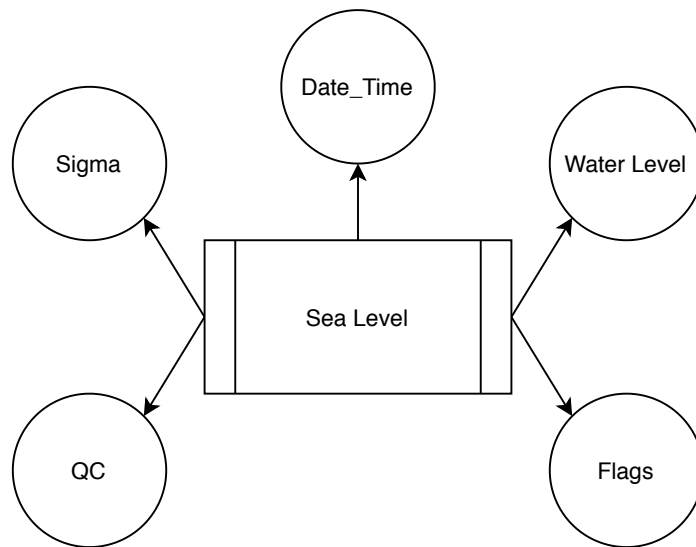 Date_Time
Sigma
Water Level
Sea Level
QC
Flags